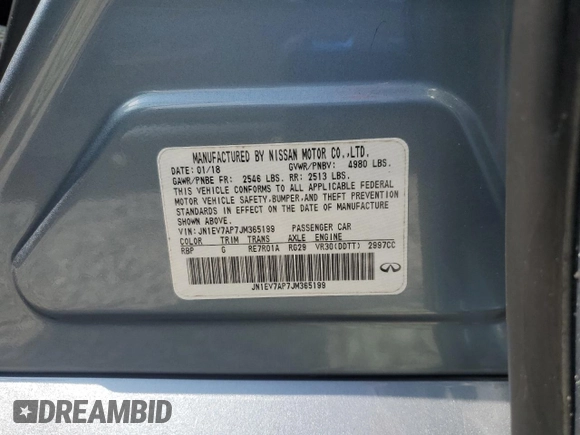 MANUFACTURED BY NISSAN MOTOR CO.,LTD.
DATE: 01/18 GVWR/PNBV: 4980 LBS.
GAWR/PNBE FR: 2546 LBS. RR: 2513 LBS.
THIS VEHICLE CONFORMS TO ALL APPLICABLE FEDERAL
MOTOR VEHICLE SAFETY,BUMPER,AND THEFT PREVENTION
STANDARDS IN EFFECT ON THE DATE OF MANUFACTURE
SHOWN ABOVE.
VIN: JN1EV7AP7JM365199 PASSENGER CAR
COLOR TRIM TRANS AXLE ENGINE
RBP G RE7R01A RG29 VR30(DDTT) 2997CC
JN1EV7AP7JM365199
DREAMBID